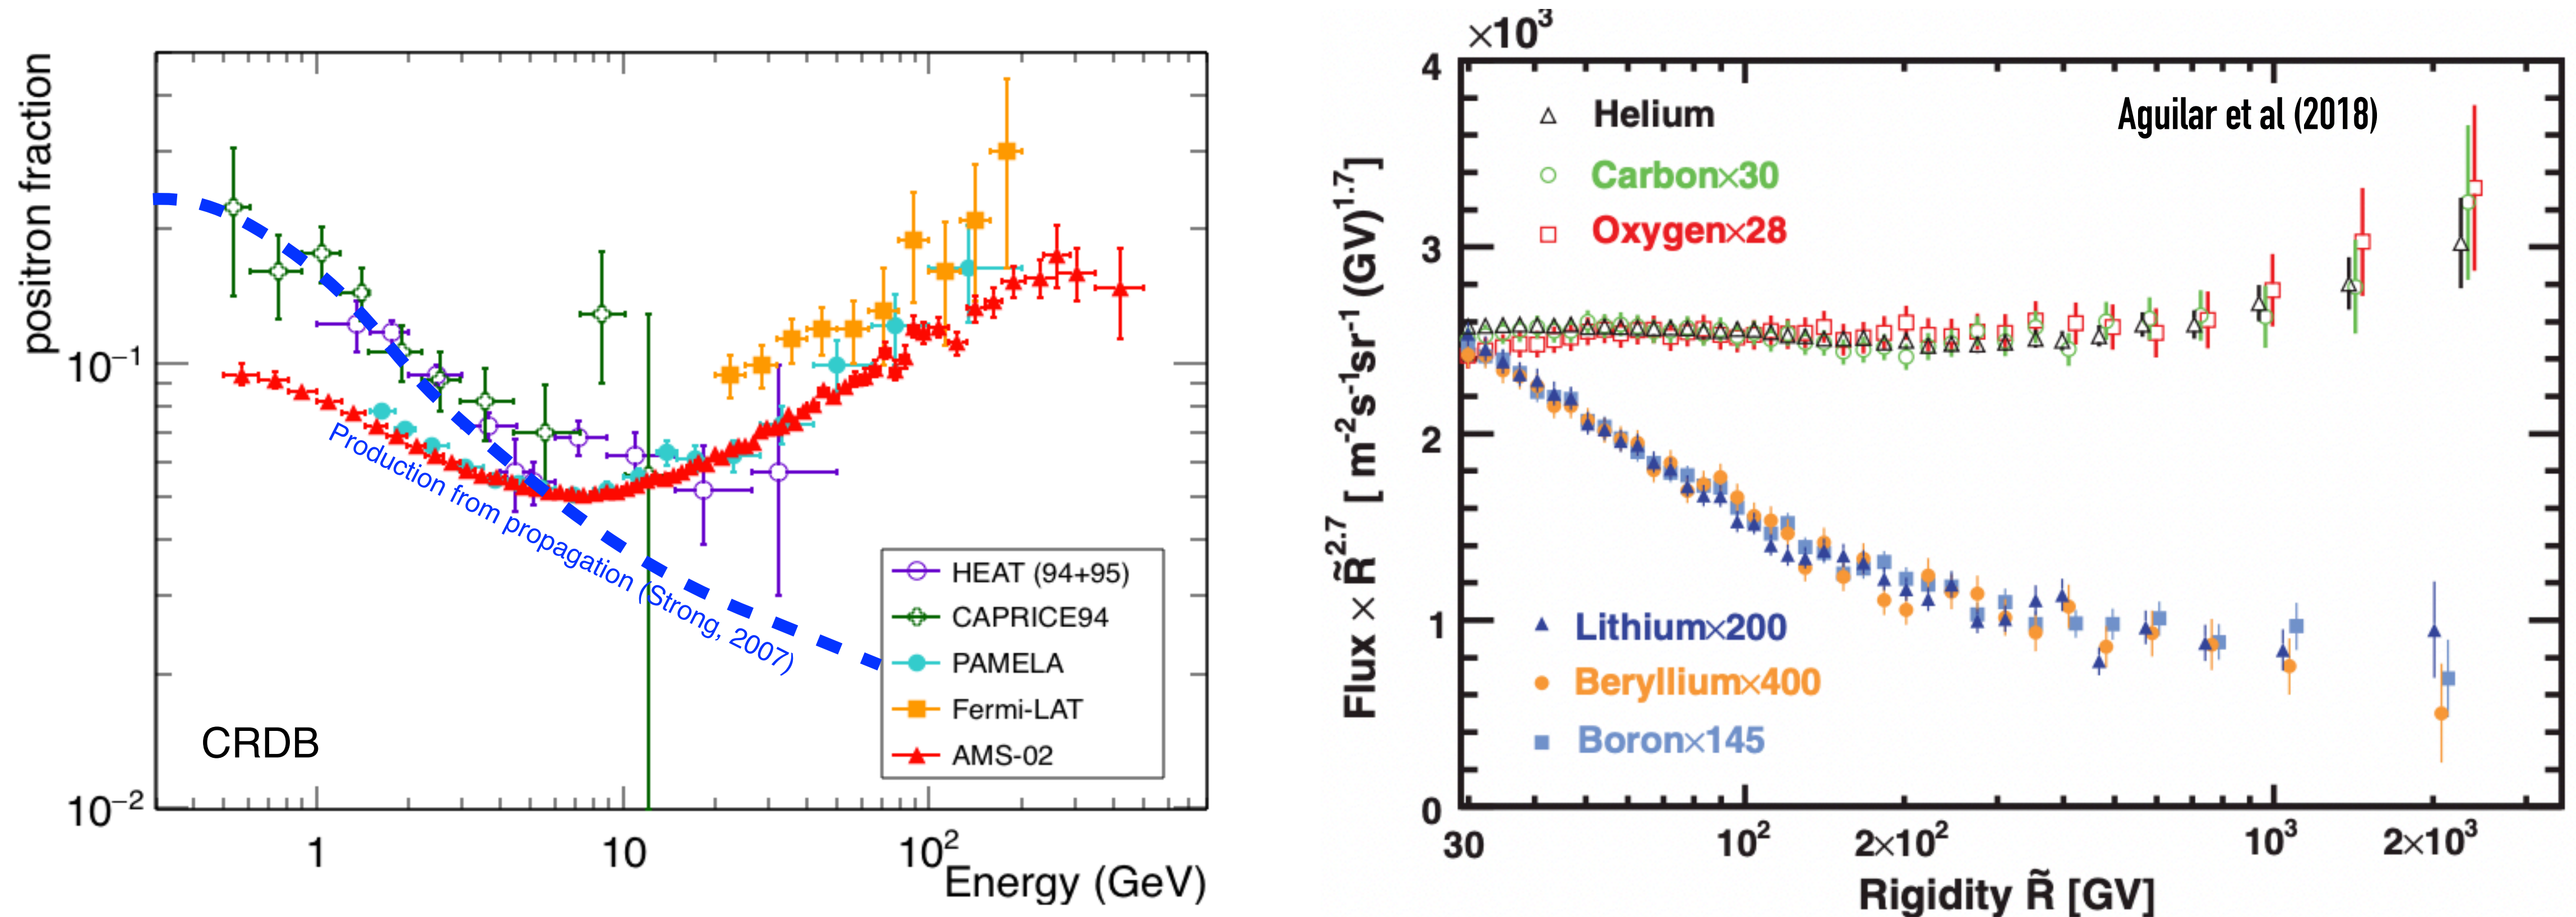 positron fraction
10⁻¹
10⁻²
Production from propagation (Strong, 2007)
CRDB
HEAT (94+95)
CAPRICE94
PAMELA
Fermi-LAT
AMS-02
1
10
10²
Energy (GeV)
×10³
4
3
2
1
0
Flux × R̃²·⁷ [ m⁻²s⁻¹sr⁻¹ (GV)¹·⁷]
Helium
Carbon×30
Oxygen×28
Aguilar et al (2018)
Lithium×200
Beryllium×400
Boron×145
30
10²
2×10²
10³
2×10³
Rigidity R̃ [GV]